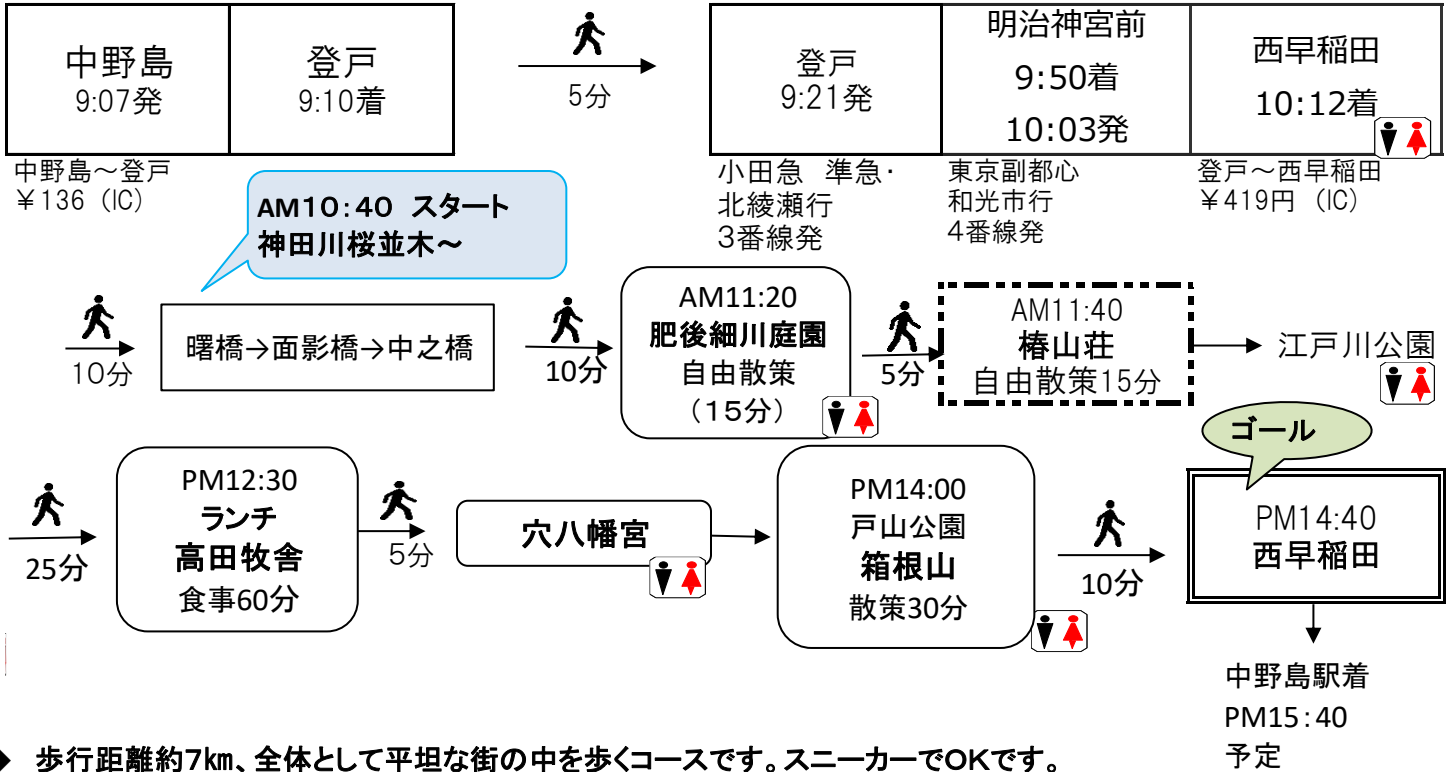 中野島
9:07発
登戸
9:10着
5分
登戸
9:21発
明治神宮前
9:50着
10:03発
西早稲田
10:12着
中野島～登戸
￥136（IC）
小田急　準急・
北綾瀬行
3番線発
東京副都心
和光市行
4番線発
登戸～西早稲田
￥419円（IC）
AM10:40 スタート
神田川桜並木～
10分
曙橋→面影橋→中之橋
10分
AM11:20
肥後細川庭園
自由散策
（15分）
5分
AM11:40
椿山荘
自由散策15分
江戸川公園
25分
PM12:30
ランチ
高田牧舎
食事60分
5分
穴八幡宮
PM14:00
戸山公園
箱根山
散策30分
10分
ゴール
PM14:40
西早稲田
中野島駅着
PM15:40
予定
◆ 歩行距離約7㎞、全体として平坦な街の中を歩くコースです。スニーカーでOKです。